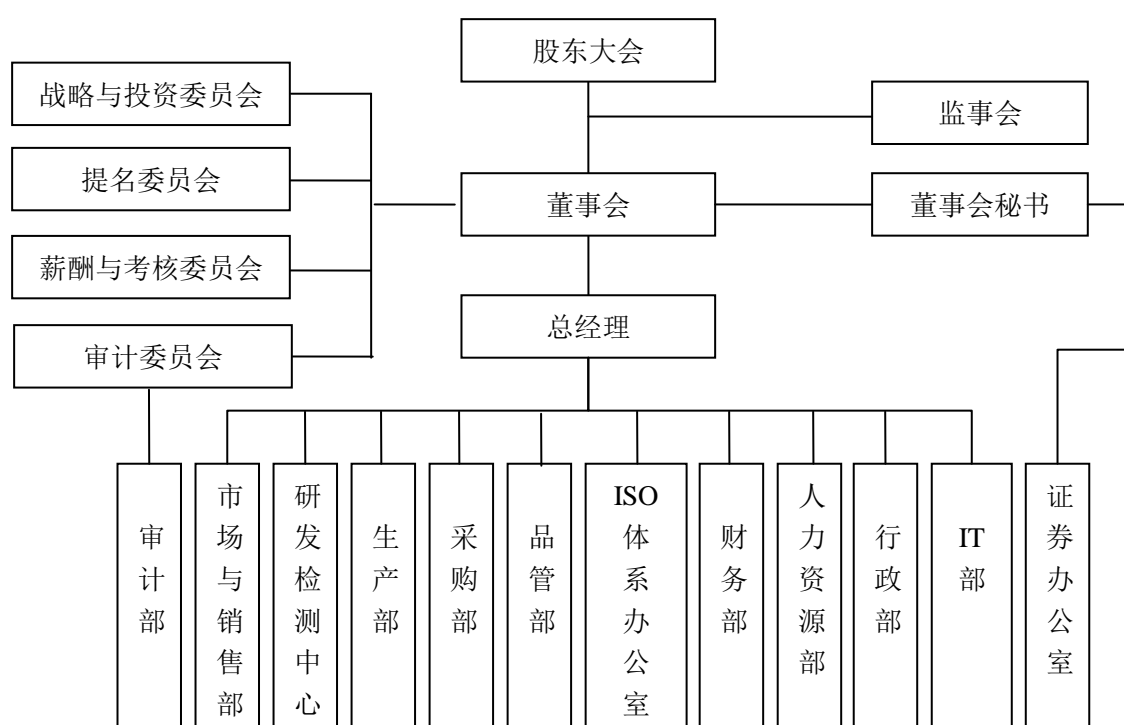 股东大会
战略与投资委员会
监事会
提名委员会
董事会
董事会秘书
薪酬与考核委员会
总经理
审计委员会
审计部
市场与销售部
研发检测中心
生产部
采购部
品管部
ISO体系办公室
财务部
人力资源部
行政部
IT部
证券办公室